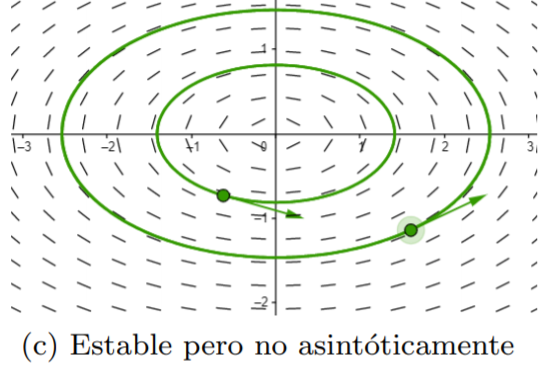 1
-3 -2 -1 0 1 2 3
-1
-2
(c) Estable pero no asintóticamente